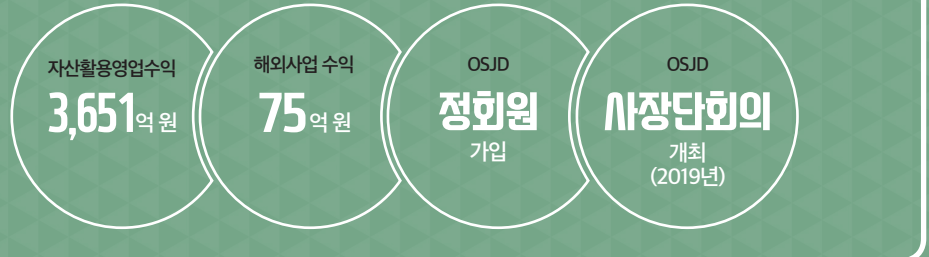 자산활용영업수익
3,651억 원
해외사업 수익
75억 원
OSJD
정회원
가입
OSJD
사장단회의
개최
(2019년)